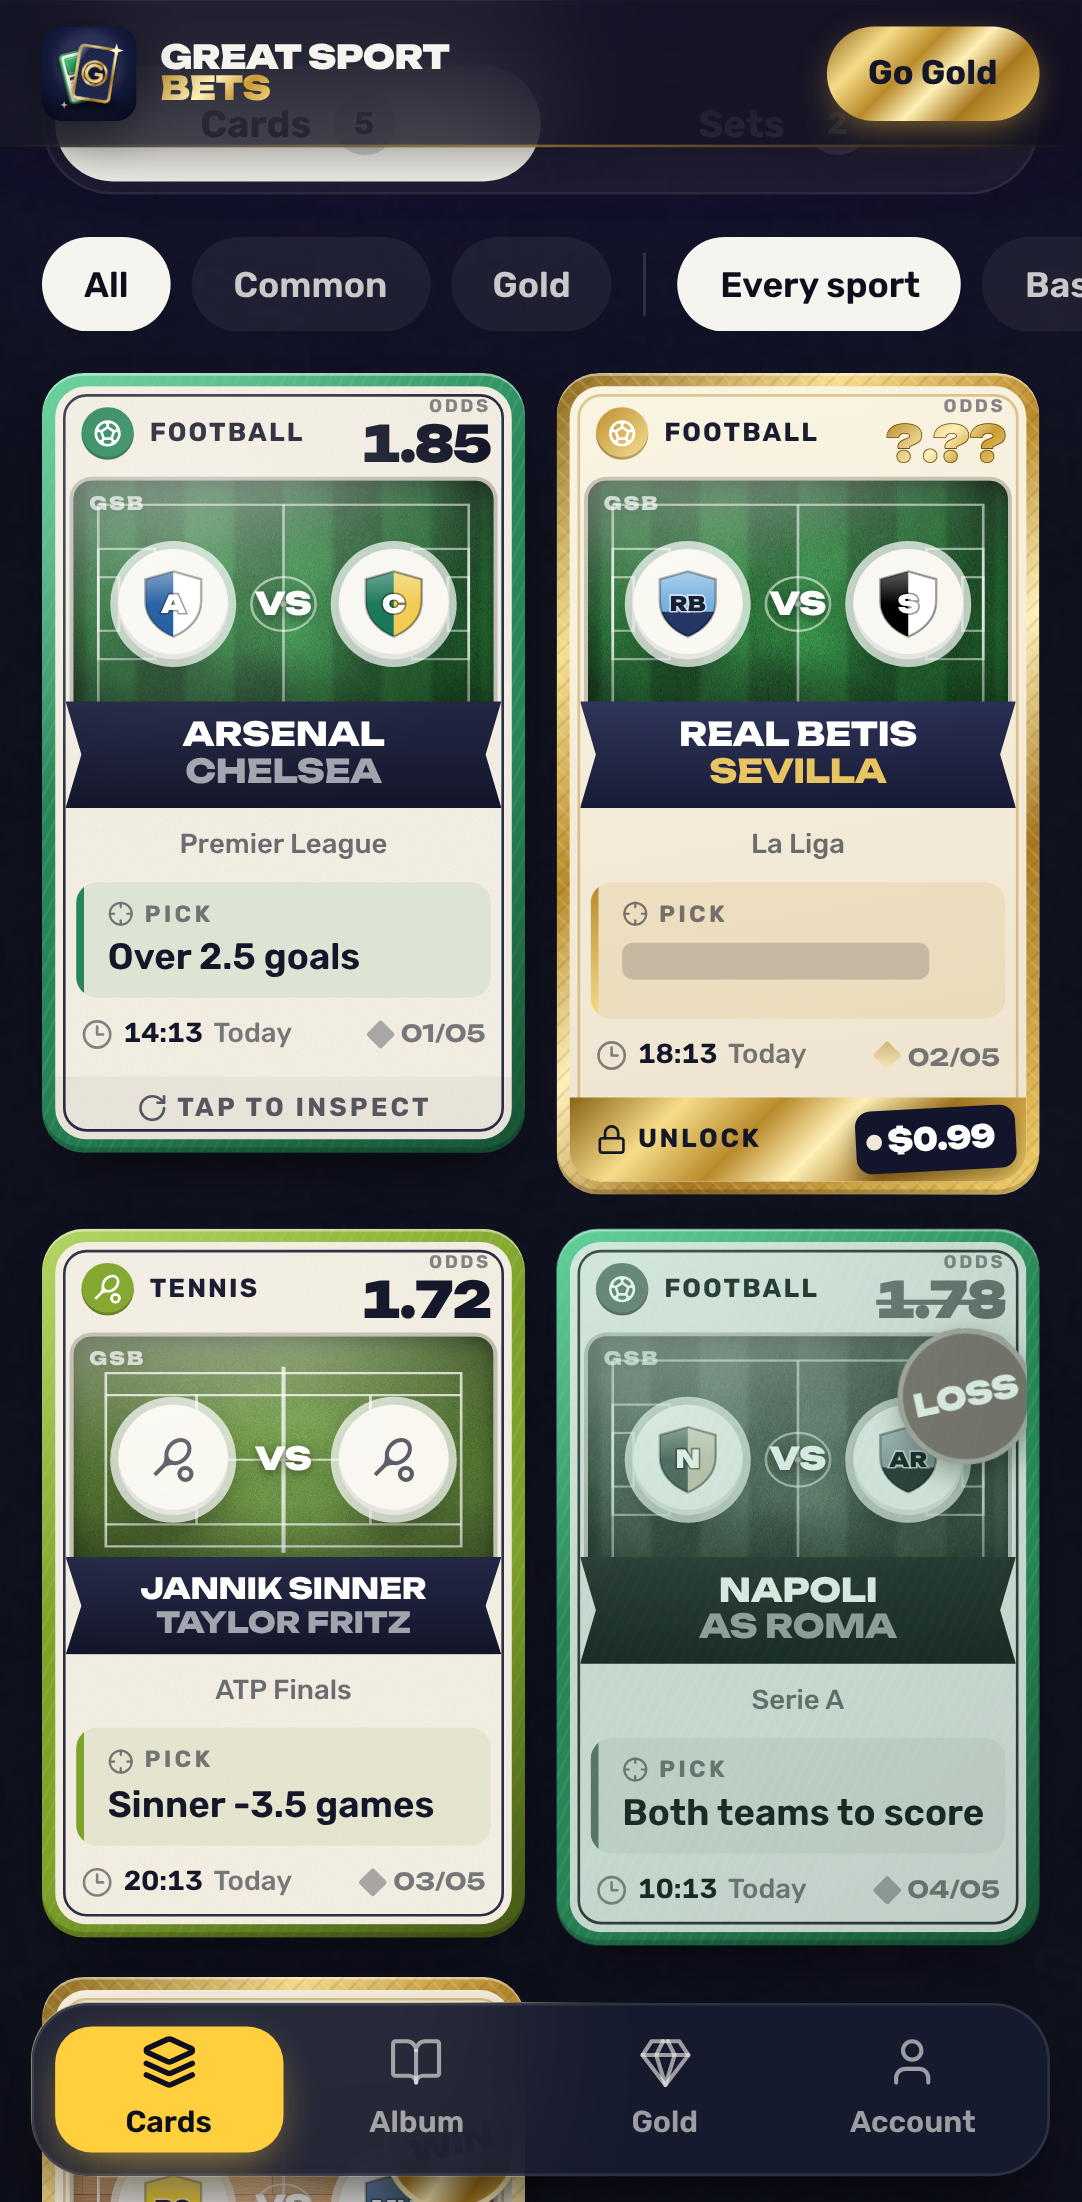 GREAT SPORT
BETS
Go Gold
Cards 5
Sets 2
All
Common
Gold
Every sport
Bas
FOOTBALL
ODDS
1.85
GSB
A
VS
C
ARSENAL
CHELSEA
Premier League
PICK
Over 2.5 goals
14:13 Today
01/05
TAP TO INSPECT
FOOTBALL
ODDS
?.??
GSB
RB
VS
S
REAL BETIS
SEVILLA
La Liga
PICK
18:13 Today
02/05
UNLOCK
$0.99
TENNIS
ODDS
1.72
GSB
VS
JANNIK SINNER
TAYLOR FRITZ
ATP Finals
PICK
Sinner -3.5 games
20:13 Today
03/05
FOOTBALL
ODDS
1.78
LOSS
GSB
N
VS
AR
NAPOLI
AS ROMA
Serie A
PICK
Both teams to score
10:13 Today
04/05
WIN
VS
Cards
Album
Gold
Account